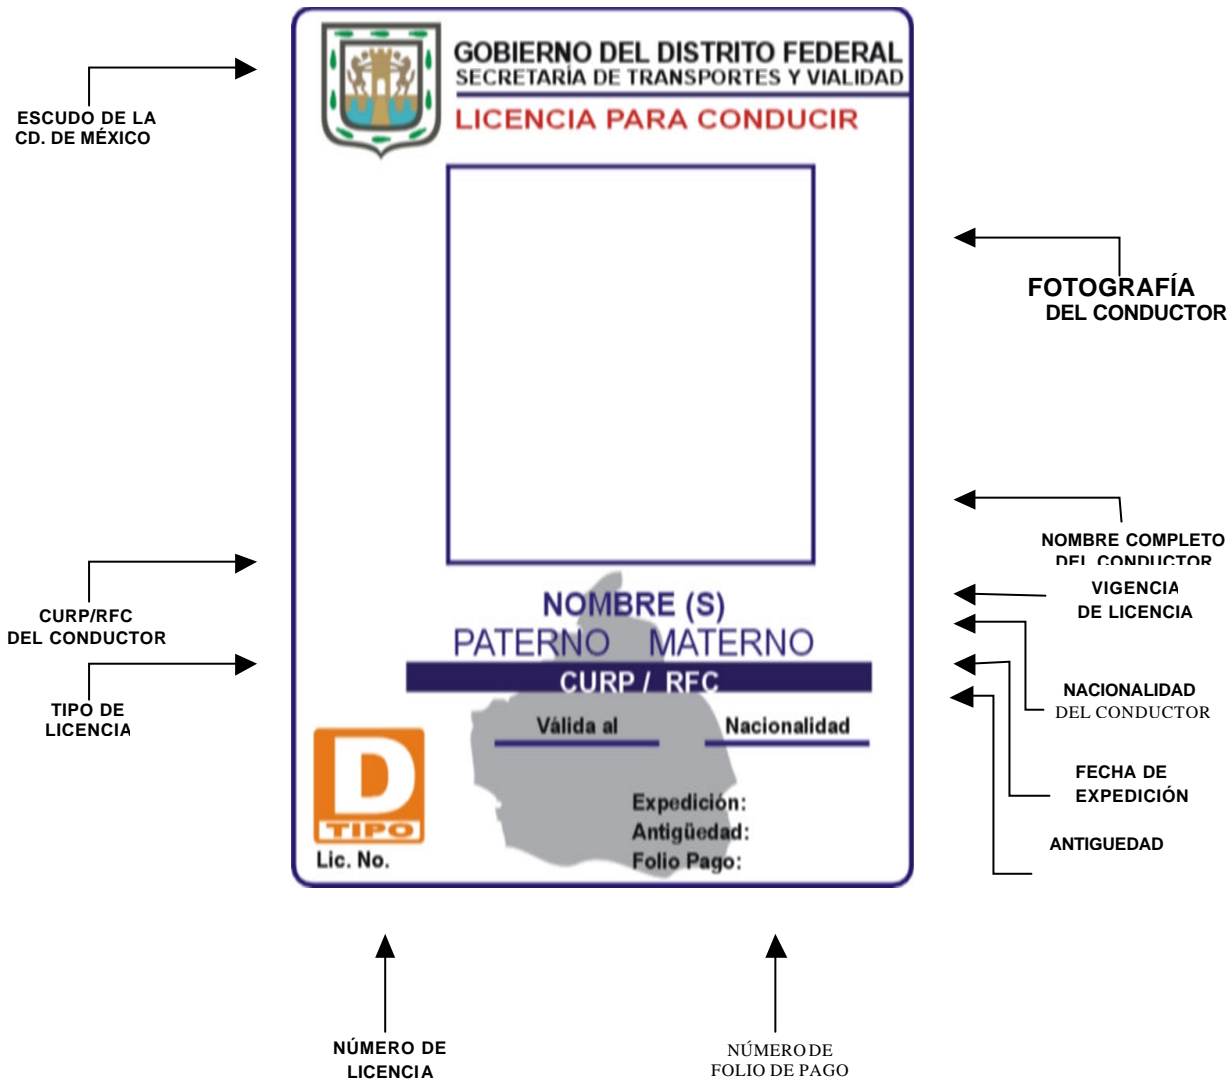 GOBIERNO DEL DISTRITO FEDERAL
SECRETARÍA DE TRANSPORTES Y VIALIDAD
LICENCIA PARA CONDUCIR
ESCUDO DE LA
CD. DE MÉXICO
FOTOGRAFÍA
DEL CONDUCTOR
NOMBRE COMPLETO
DEL CONDUCTOR
VIGENCIA
DE LICENCIA
CURP/RFC
DEL CONDUCTOR
NOMBRE (S)
PATERNO MATERNO
CURP / RFC
TIPO DE
LICENCIA
NACIONALIDAD
DEL CONDUCTOR
Válida al
Nacionalidad
D
TIPO
Lic. No.
Expedición:
Antigüedad:
Folio Pago:
FECHA DE
EXPEDICIÓN
ANTIGUEDAD
NÚMERO DE
LICENCIA
NÚMERO DE
FOLIO DE PAGO